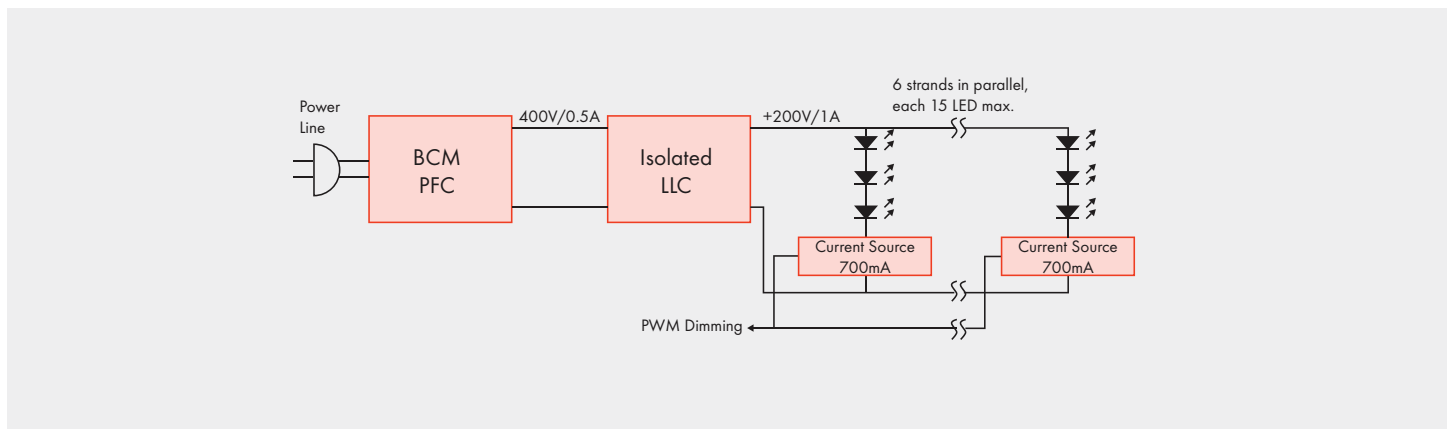 Power
Line
BCM
PFC
400V/0.5A
Isolated
LLC
+200V/1A
6 strands in parallel,
each 15 LED max.
Current Source
700mA
Current Source
700mA
PWM Dimming